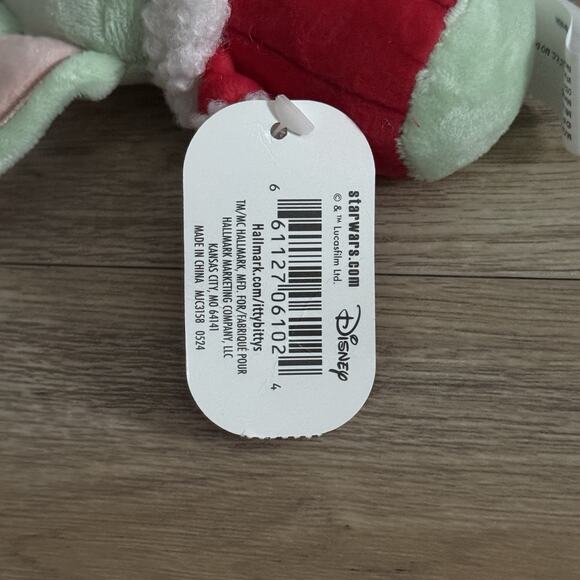 starwars.com
© & ™ Lucasfilm Ltd.
Disney
6 61127 06102 4
Hallmark.com/ittybittys
TM/MC HALLMARK, MFD. FOR/FABRIQUÉ POUR
HALLMARK MARKETING COMPANY, LLC
KANSAS CITY, MO 64141
MADE IN CHINA MJC3158 0524